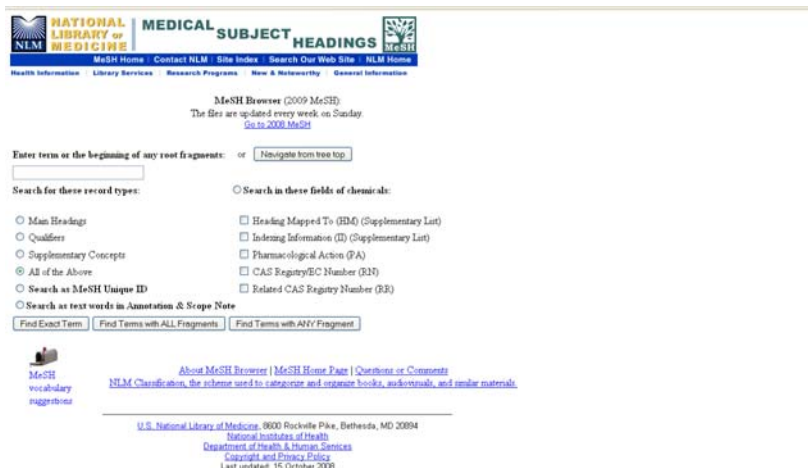 NATIONAL
LIBRARY OF
MEDICINE
NLM
MEDICAL SUBJECT HEADINGS
MeSH
MeSH Home | Contact NLM | Site Index | Search Our Web Site | NLM Home
Health Information | Library Services | Research Programs | New & Noteworthy | General Information
MeSH Browser (2009 MeSH):
The files are updated every week on Sunday.
Go to 2008 MeSH
Enter term or the beginning of any root fragments: or Navigate from tree top
Search for these record types: Search in these fields of chemicals:
Main Headings Heading Mapped To (HM) (Supplementary List)
Qualifiers Indexing Information (II) (Supplementary List)
Supplementary Concepts Pharmacological Action (PA)
All of the Above CAS Registry/EC Number (RN)
Search as MeSH Unique ID Related CAS Registry Number (RR)
Search as text words in Annotation & Scope Note
Find Exact Term Find Terms with ALL Fragments Find Terms with ANY Fragment
MeSH
vocabulary
suggestions
About MeSH Browser | MeSH Home Page | Questions or Comments
NLM Classification, the scheme used to categorize and organize books, audiovisuals, and similar materials.
U.S. National Library of Medicine, 8600 Rockville Pike, Bethesda, MD 20894
National Institutes of Health
Department of Health & Human Services
Copyright and Privacy Policy
Last updated: 15 October 2008